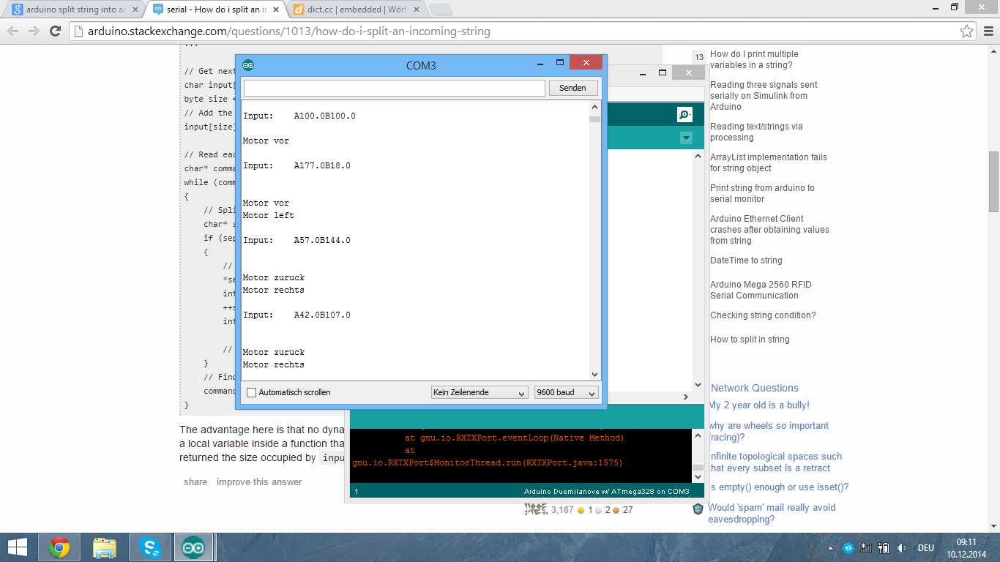 arduino split string into ar
serial - How do i split an in
dict.cc | embedded | Wört
arduino.stackexchange.com/questions/1013/how-do-i-split-an-incoming-string
...
// Get next
char input[
byte size =
// Add the
input[size]
// Read eac
char* comma
while (comm
{
// Spli
char* s
if (sep
{
//
*se
int
++s
int
//
}
// Find
command
}
The advantage here is that no dyna
a local variable inside a function tha
returned the size occupied by inpu
share improve this answer
COM3
Senden
Input: A100.0B100.0
Motor vor
Input: A177.0B18.0
Motor vor
Motor left
Input: A57.0B144.0
Motor zuruck
Motor rechts
Input: A42.0B107.0
Motor zuruck
Motor rechts
Automatisch scrollen
Kein Zeilenende
9600 baud
at gnu.io.RXTXPort.eventLoop(Native Method)
at
gnu.io.RXTXPort$MonitorThread.run(RXTXPort.java:1575)
1
Arduino Duemilanove w/ ATmega328 on COM3
3,167 1 2 27
13
How do I print multiple
variables in a string?
Reading three signals sent
serially on Simulink from
Arduino
Reading text/strings via
processing
ArrayList implementation fails
for string object
Print string from arduino to
serial monitor
Arduino Ethernet Client
crashes after obtaining values
from string
DateTime to string
Arduino Mega 2560 RFID
Serial Communication
Checking string condition?
How to split in string
Network Questions
My 2 year old is a bully!
why are wheels so important
(racing)?
Infinite topological spaces such
that every subset is a retract
Is empty() enough or use isset()?
Would 'spam' mail really avoid
eavesdropping?
DEU
09:11
10.12.2014